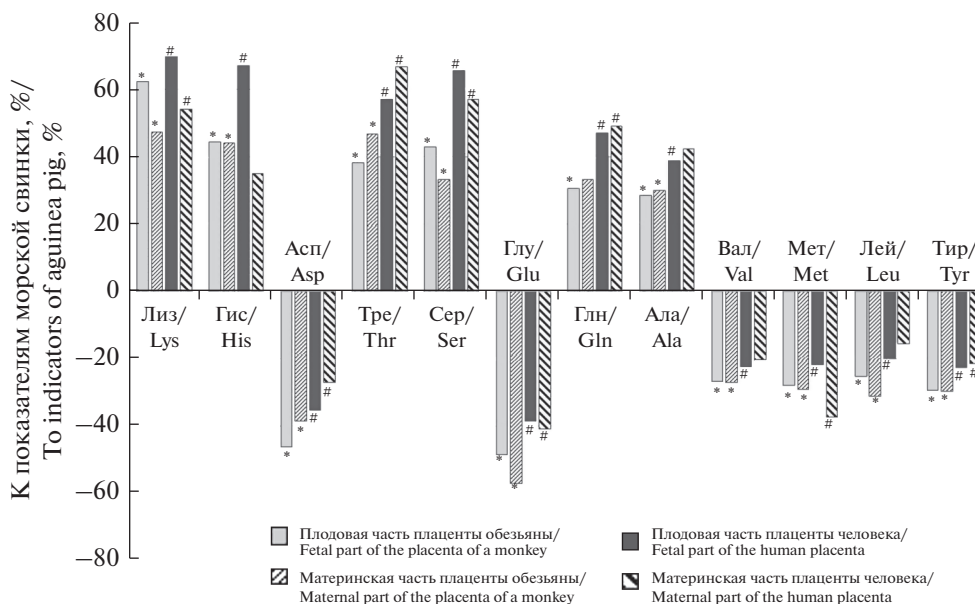 К показателям морской свинки, %/
To indicators of aguinea pig, %
80
60
40
20
0
−20
−40
−60
−80
Лиз/
Lys
Гис/
His
Асп/
Asp
Тре/
Thr
Сер/
Ser
Глу/
Glu
Глн/
Gln
Ала/
Ala
Вал/
Val
Мет/
Met
Лей/
Leu
Тир/
Tyr
* * # #
* * #
* * # #
* * # #
* * # #
* * # #
* # #
* * #
* * #
* * # #
* * #
* * # #
Плодовая часть плаценты обезьяны/
Fetal part of the placenta of a monkey
Материнская часть плаценты обезьяны/
Maternal part of the placenta of a monkey
Плодовая часть плаценты человека/
Fetal part of the human placenta
Материнская часть плаценты человека/
Maternal part of the human placenta